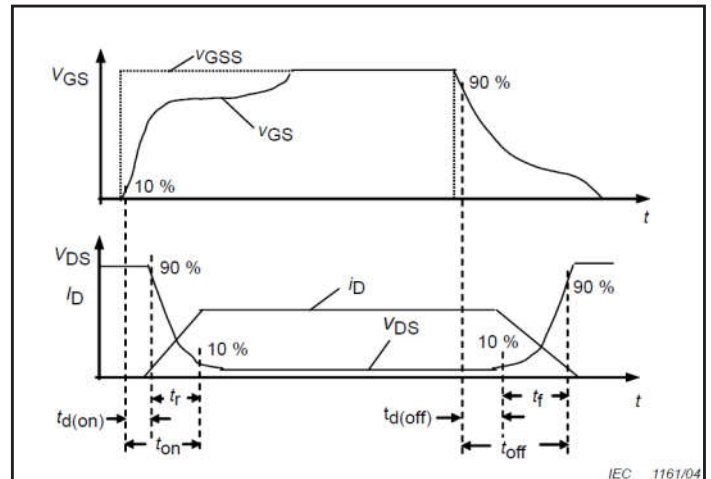 VGSS
VGS
90 %
VGS
10 %
t
VDS
ID
90 %
iD
90 %
VDS
10 %
10 %
tr
tf
t
td(on)
td(off)
ton
toff
IEC 1161/04